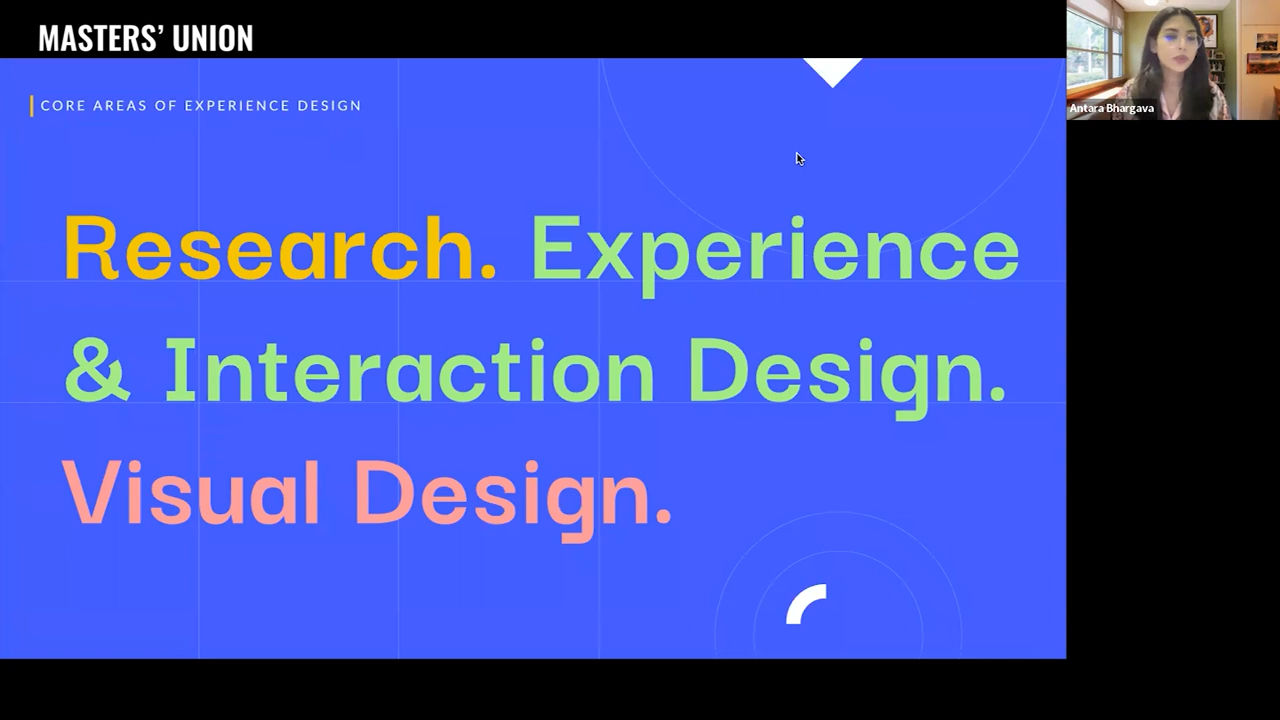 MASTERS' UNION
CORE AREAS OF EXPERIENCE DESIGN
Research. Experience
& Interaction Design.
Visual Design.
Antara Bhargava